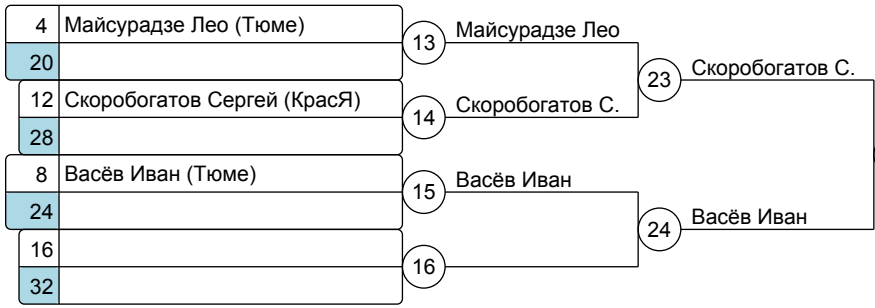 4 Майсурадзе Лео (Тюме)
20
13 Майсурадзе Лео
12 Скоробогатов Сергей (КрасЯ)
28
14 Скоробогатов С.
23 Скоробогатов С.
8 Васёв Иван (Тюме)
24
15 Васёв Иван
16
32
16
24 Васёв Иван